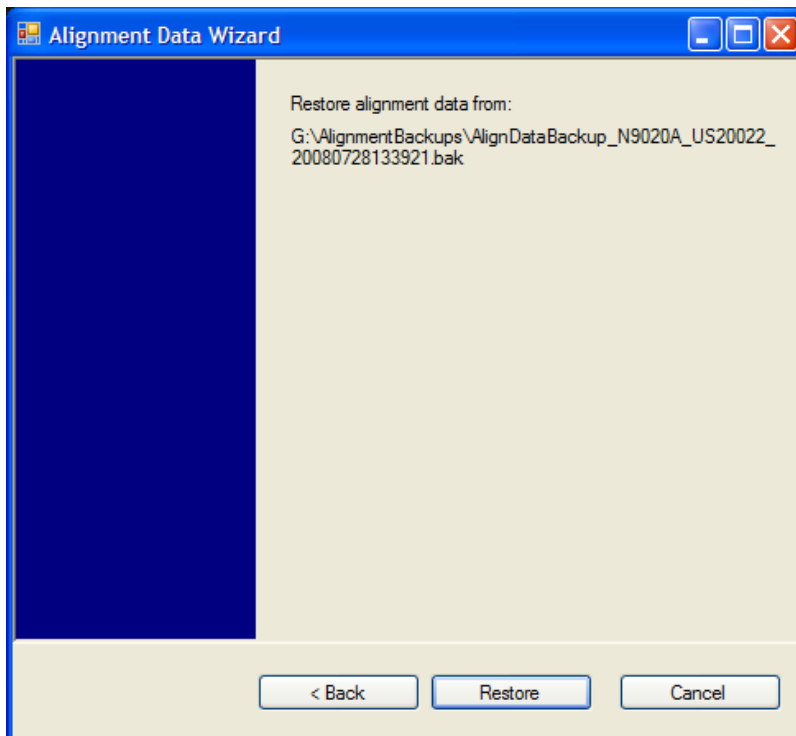 Alignment Data Wizard
Restore alignment data from:
G:\AlignmentBackups\AlignDataBackup_N9020A_US20022_
20080728133921.bak
< Back
Restore
Cancel